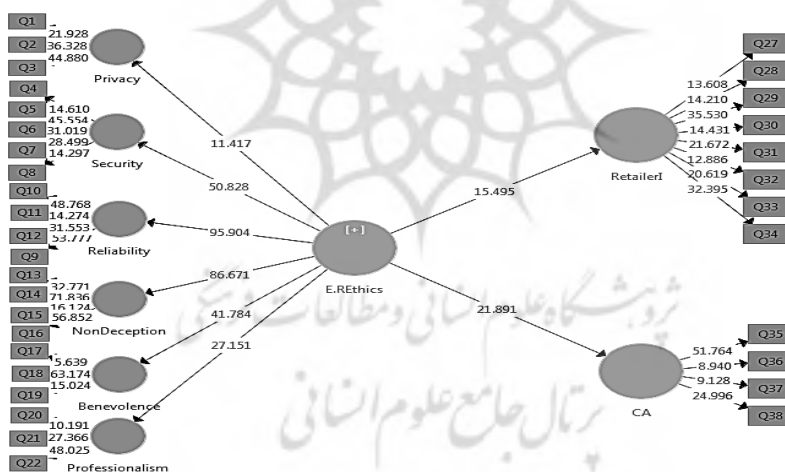 Q1
21.928
Q2
36.328
44.880
Q3
Privacy
Q4
14.610
Q5
45.554
Q6
31.019
28.499
Q7
14.297
Security
Q8
Q10
48.768
Q11
14.274
31.553
Q12
53.777
Reliability
Q9
Q13
32.771
Q14
71.836
16.124
Q15
56.852
NonDeception
Q16
Q17
5.639
Q18
63.174
15.024
Q19
Benevolence
Q20
10.191
Q21
27.366
48.025
Q22
Professionalism
11.417
50.828
95.904
86.671
41.784
27.151
[+]
E.REthics
15.495
21.891
RetailerI
13.608
14.210
35.530
14.431
21.672
12.886
20.619
32.395
Q27
Q28
Q29
Q30
Q31
Q32
Q33
Q34
CA
51.764
8.940
9.128
24.996
Q35
Q36
Q37
Q38
پژوهشگاه علوم انسانی و مطالعات فرهنگی
پرتال جامع علوم انسانی